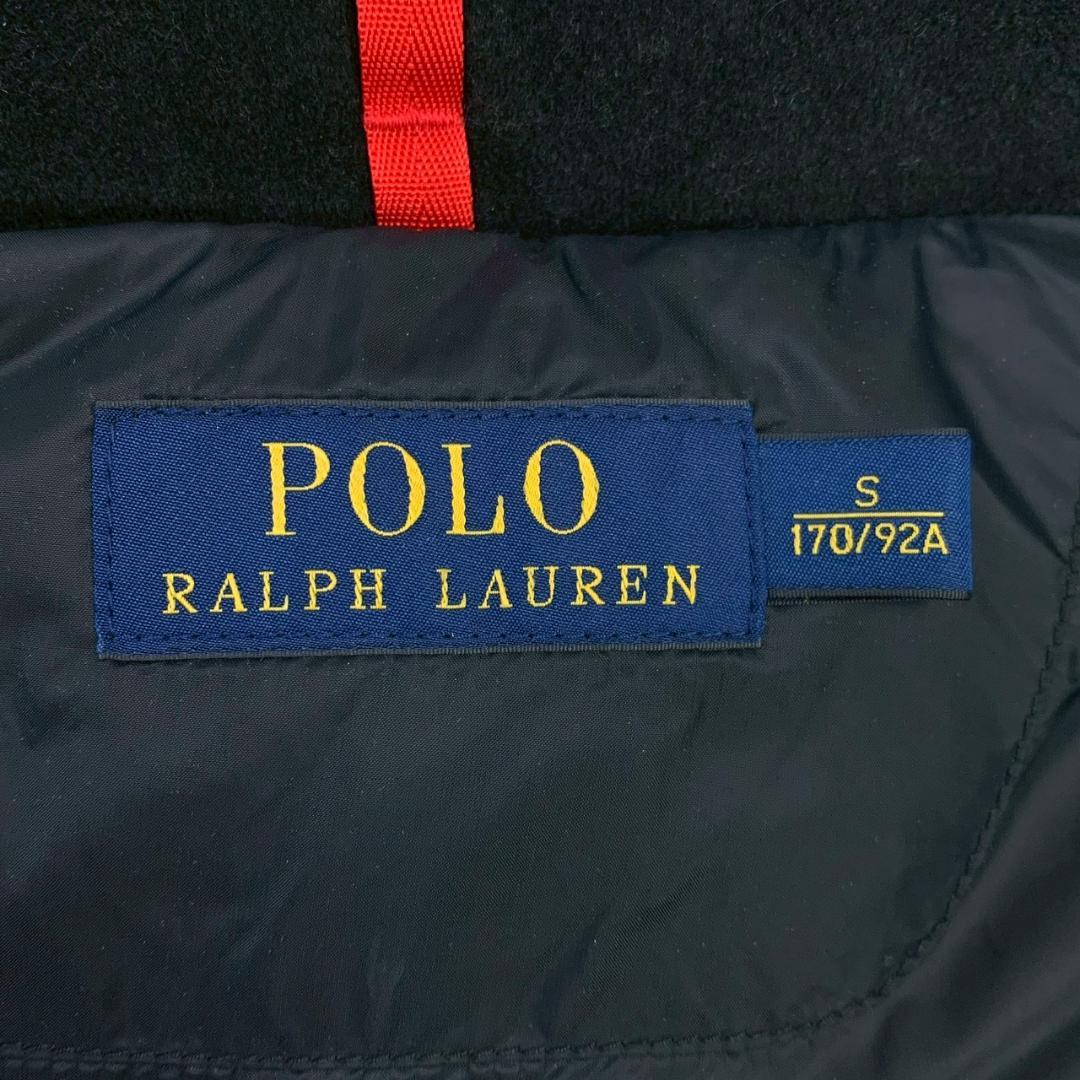 POLO
RALPH LAUREN
S
170/92A